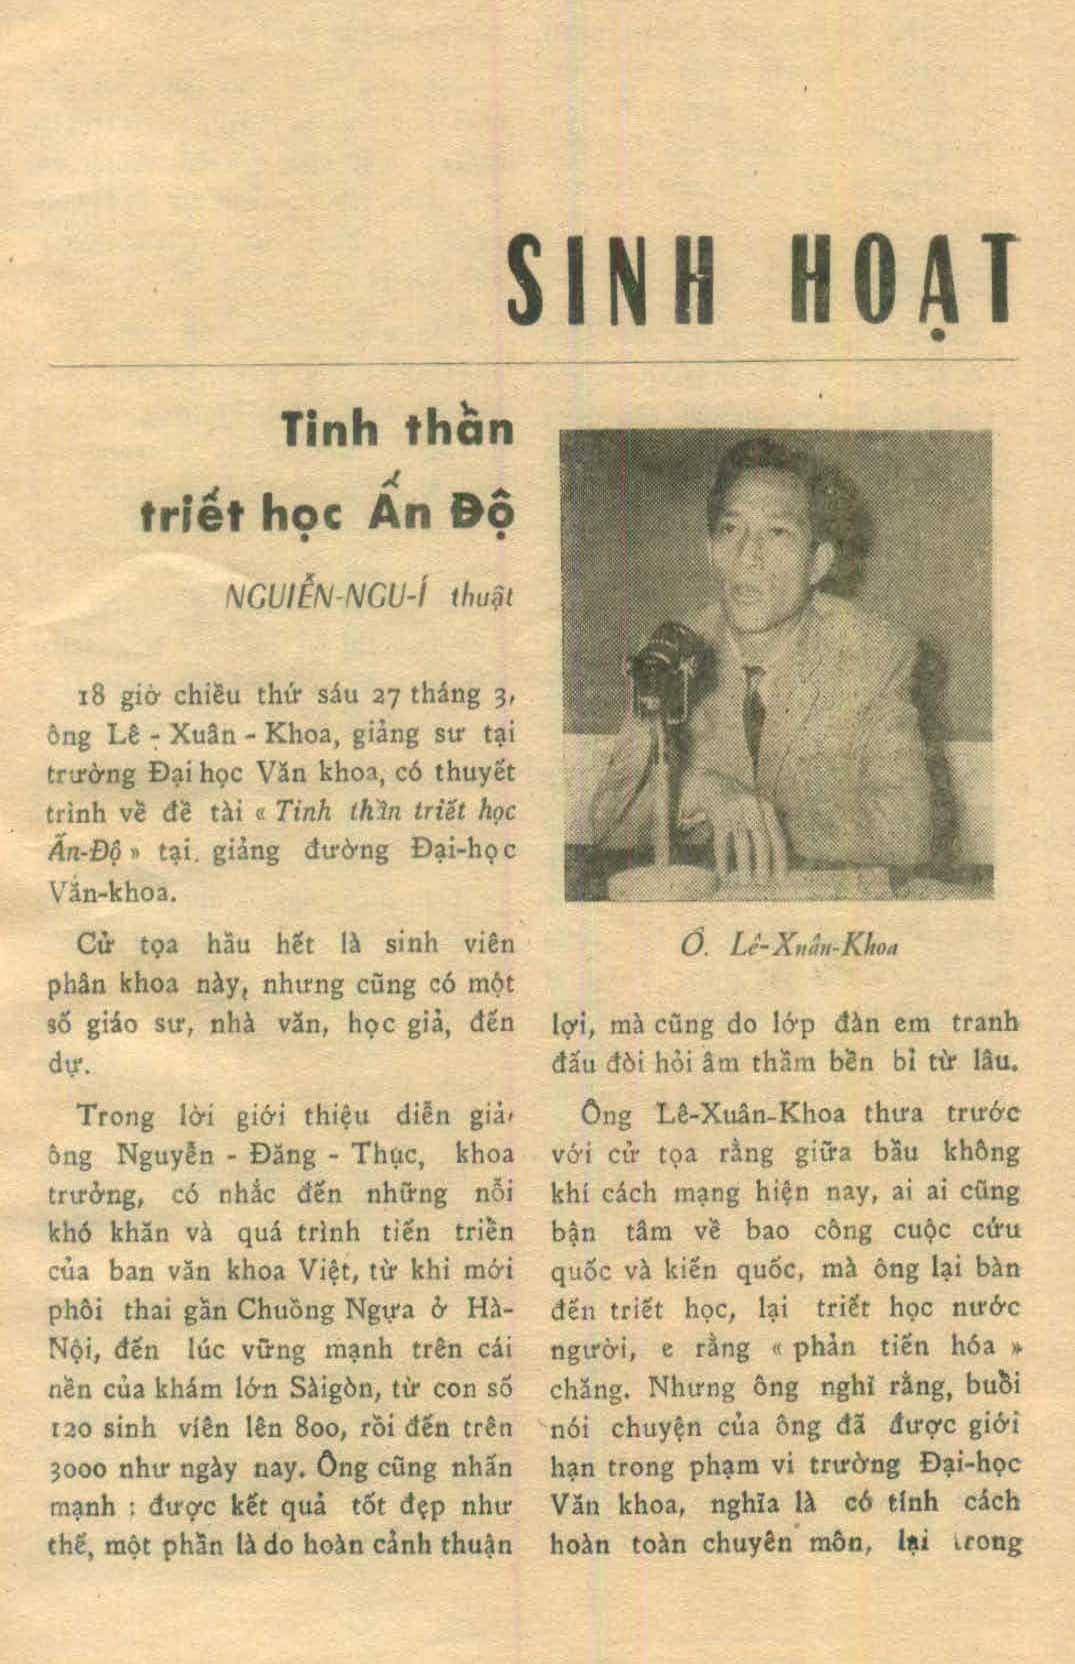 SINH HOẠT
Tinh thần
triết học Ấn Độ
NGUIỄN-NGU-Í thuật
18 giờ chiều thứ sáu 27 tháng 3,
ông Lê - Xuân - Khoa, giảng sư tại
trường Đại học Văn khoa, có thuyết
trình về đề tài « Tinh thần triết học
Ấn-Độ » tại giảng đường Đại-học
Văn-khoa.
Cử tọa hầu hết là sinh viên
phân khoa này, nhưng cũng có một
số giáo sư, nhà văn, học giả, đến
dự.
Trong lời giới thiệu diễn giả,
ông Nguyễn - Đăng - Thục, khoa
trưởng, có nhắc đến những nỗi
khó khăn và quá trình tiến triển
của ban văn khoa Việt, từ khi mới
phôi thai gần Chuồng Ngựa ở Hà-
Nội, đến lúc vững mạnh trên cái
nền của khám lớn Sàigòn, từ con số
120 sinh viên lên 800, rồi đến trên
3000 như ngày nay. Ông cũng nhấn
mạnh : được kết quả tốt đẹp như
thế, một phần là do hoàn cảnh thuận
Ô. Lê-Xuân-Khoa
lợi, mà cũng do lớp đàn em tranh
đấu đòi hỏi âm thầm bền bỉ từ lâu.
Ông Lê-Xuân-Khoa thưa trước
với cử tọa rằng giữa bầu không
khí cách mạng hiện nay, ai ai cũng
bận tâm về bao công cuộc cứu
quốc và kiến quốc, mà ông lại bàn
đến triết học, lại triết học nước
người, e rằng « phản tiến hóa »
chăng. Nhưng ông nghĩ rằng, buổi
nói chuyện của ông đã được giới
hạn trong phạm vi trường Đại-học
Văn khoa, nghĩa là có tính cách
hoàn toàn chuyên môn, lại trong